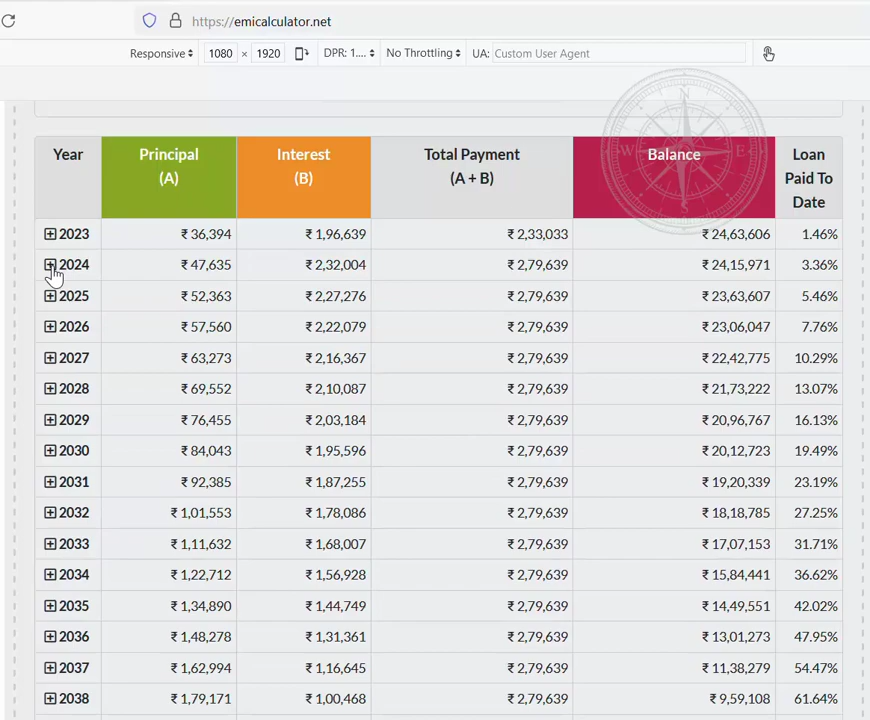 https://emicalculator.net
Responsive 1080 × 1920 DPR: 1.... No Throttling UA: Custom User Agent
Year Principal (A) Interest (B) Total Payment (A + B) Balance Loan Paid To Date
N
W E
S
2023 ₹ 36,394 ₹ 1,96,639 ₹ 2,33,033 ₹ 24,63,606 1.46%
2024 ₹ 47,635 ₹ 2,32,004 ₹ 2,79,639 ₹ 24,15,971 3.36%
2025 ₹ 52,363 ₹ 2,27,276 ₹ 2,79,639 ₹ 23,63,607 5.46%
2026 ₹ 57,560 ₹ 2,22,079 ₹ 2,79,639 ₹ 23,06,047 7.76%
2027 ₹ 63,273 ₹ 2,16,367 ₹ 2,79,639 ₹ 22,42,775 10.29%
2028 ₹ 69,552 ₹ 2,10,087 ₹ 2,79,639 ₹ 21,73,222 13.07%
2029 ₹ 76,455 ₹ 2,03,184 ₹ 2,79,639 ₹ 20,96,767 16.13%
2030 ₹ 84,043 ₹ 1,95,596 ₹ 2,79,639 ₹ 20,12,723 19.49%
2031 ₹ 92,385 ₹ 1,87,255 ₹ 2,79,639 ₹ 19,20,339 23.19%
2032 ₹ 1,01,553 ₹ 1,78,086 ₹ 2,79,639 ₹ 18,18,785 27.25%
2033 ₹ 1,11,632 ₹ 1,68,007 ₹ 2,79,639 ₹ 17,07,153 31.71%
2034 ₹ 1,22,712 ₹ 1,56,928 ₹ 2,79,639 ₹ 15,84,441 36.62%
2035 ₹ 1,34,890 ₹ 1,44,749 ₹ 2,79,639 ₹ 14,49,551 42.02%
2036 ₹ 1,48,278 ₹ 1,31,361 ₹ 2,79,639 ₹ 13,01,273 47.95%
2037 ₹ 1,62,994 ₹ 1,16,645 ₹ 2,79,639 ₹ 11,38,279 54.47%
2038 ₹ 1,79,171 ₹ 1,00,468 ₹ 2,79,639 ₹ 9,59,108 61.64%